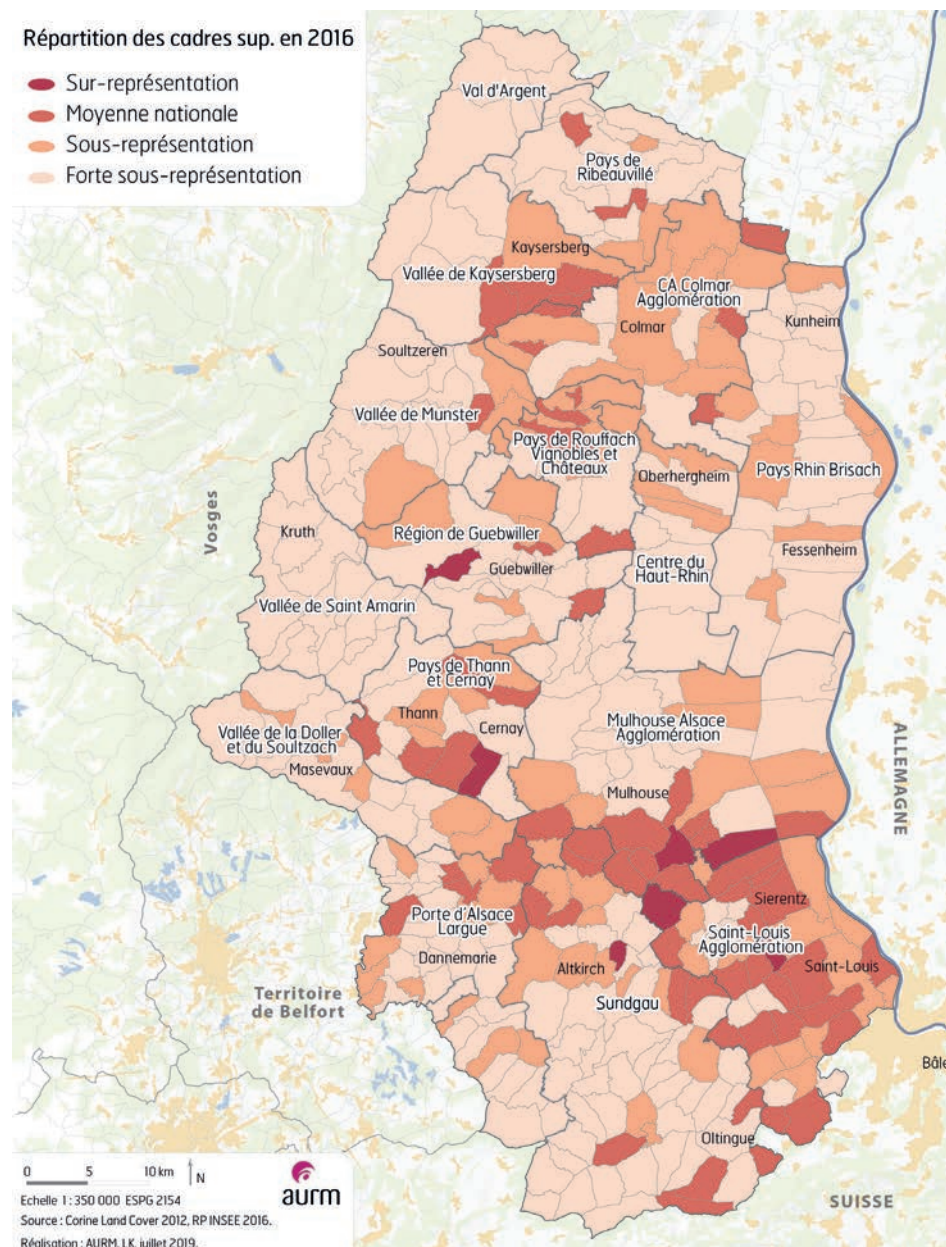 Répartition des cadres sup. en 2016
Sur-représentation
Moyenne nationale
Sous-représentation
Forte sous-représentation
Val d'Argent
Pays de
Ribeauvillé
Kaysersberg
Vallée de Kaysersberg
CA Colmar
Agglomération
Kunheim
Colmar
Soultzeren
Vallée de Munster
Pays de Rouffach
Vignobles et
Châteaux
Oberhergheim
Pays Rhin Brisach
Vosges
Kruth
Région de Guebwiller
Fessenheim
Guebwiller
Centre du
Haut-Rhin
Vallée de Saint Amarin
Pays de Thann
et Cernay
Thann
Cernay
Mulhouse Alsace
Agglomération
Vallée de la Doller
et du Soultzach
Masevaux
ALLEMAGNE
Mulhouse
Sierentz
Porte d'Alsace
Largue
Saint-Louis
Agglomération
Dannemarie
Altkirch
Saint-Louis
Territoire
de Belfort
Sundgau
Bâle
Oltingue
SUISSE
0 5 10 km N
aurm
Echelle 1 : 350 000 ESPG 2154
Source : Corine Land Cover 2012, RP INSEE 2016.
Réalisation : AURM, J.K, juillet 2019.